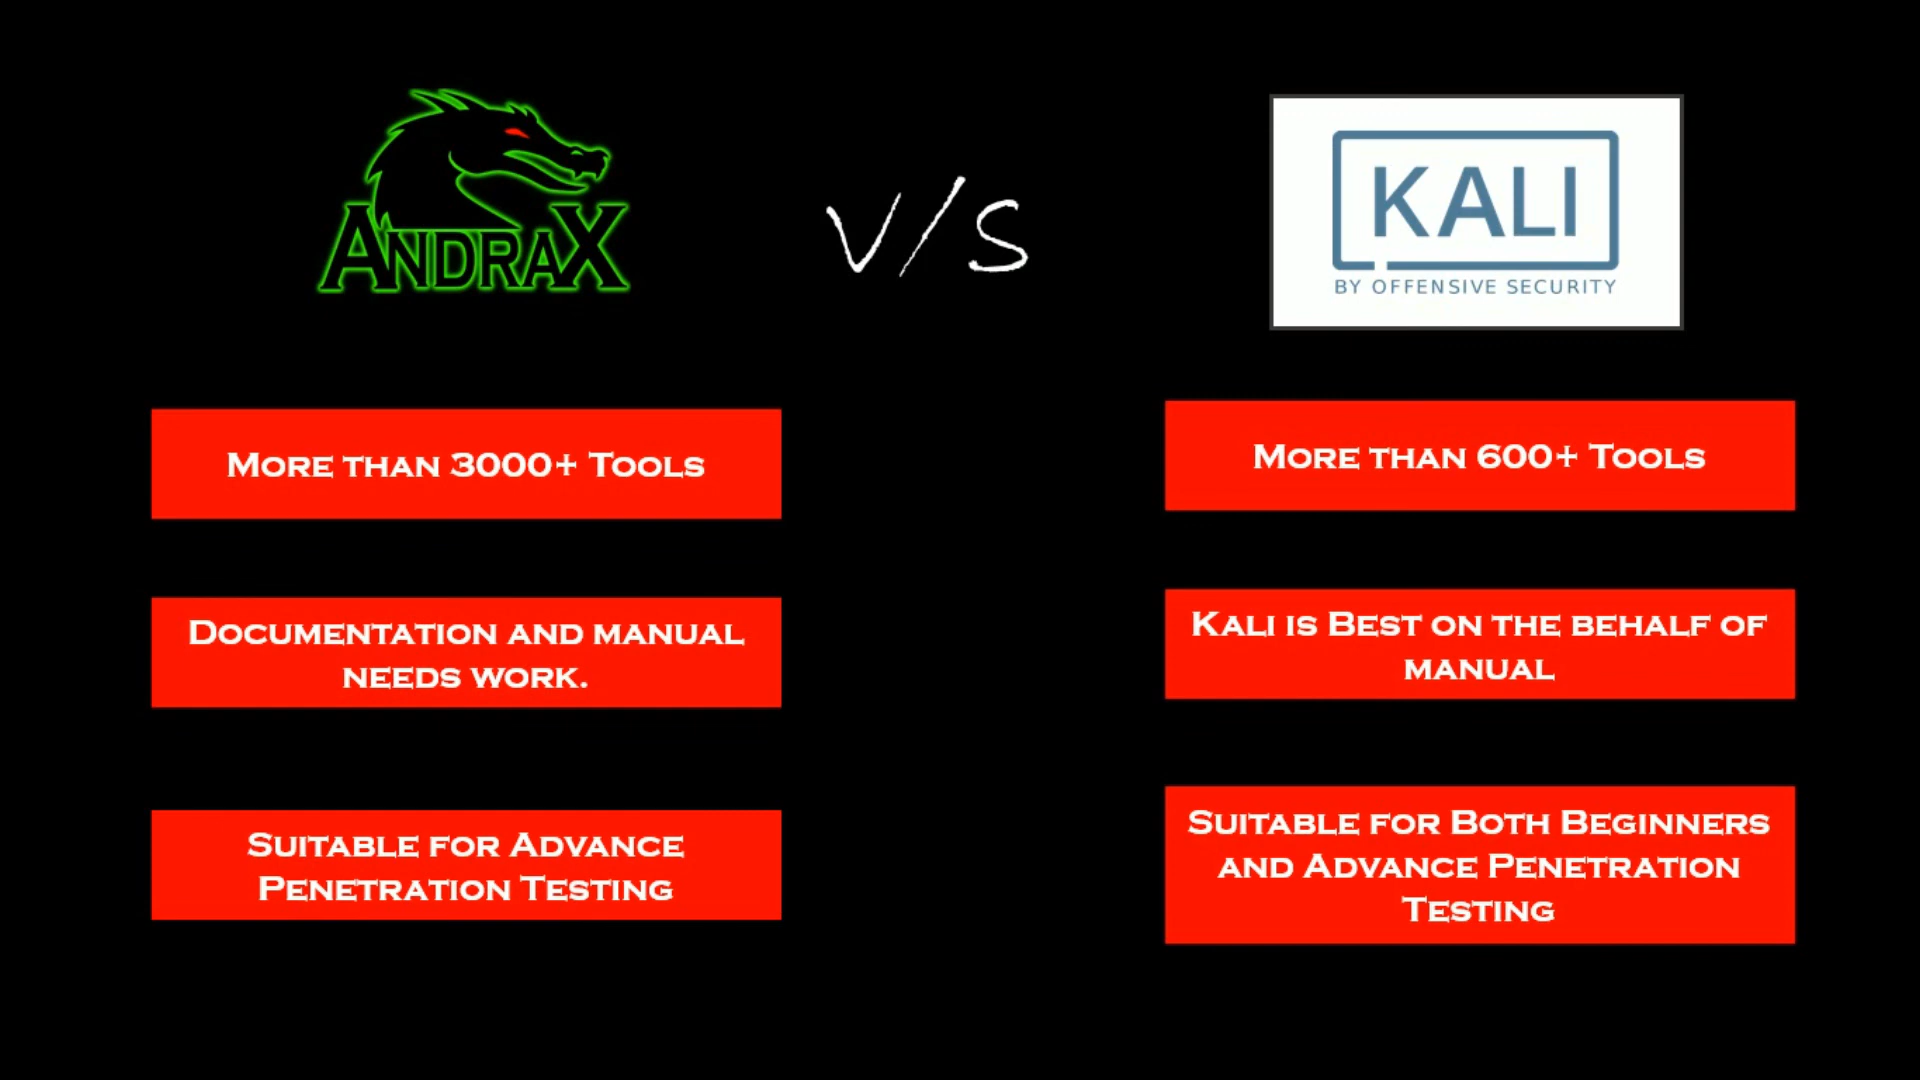 ANDRAX
V/S
KALI
BY OFFENSIVE SECURITY
MORE THAN 3000+ TOOLS
DOCUMENTATION AND MANUAL
NEEDS WORK.
SUITABLE FOR ADVANCE
PENETRATION TESTING
MORE THAN 600+ TOOLS
KALI IS BEST ON THE BEHALF OF
MANUAL
SUITABLE FOR BOTH BEGINNERS
AND ADVANCE PENETRATION
TESTING